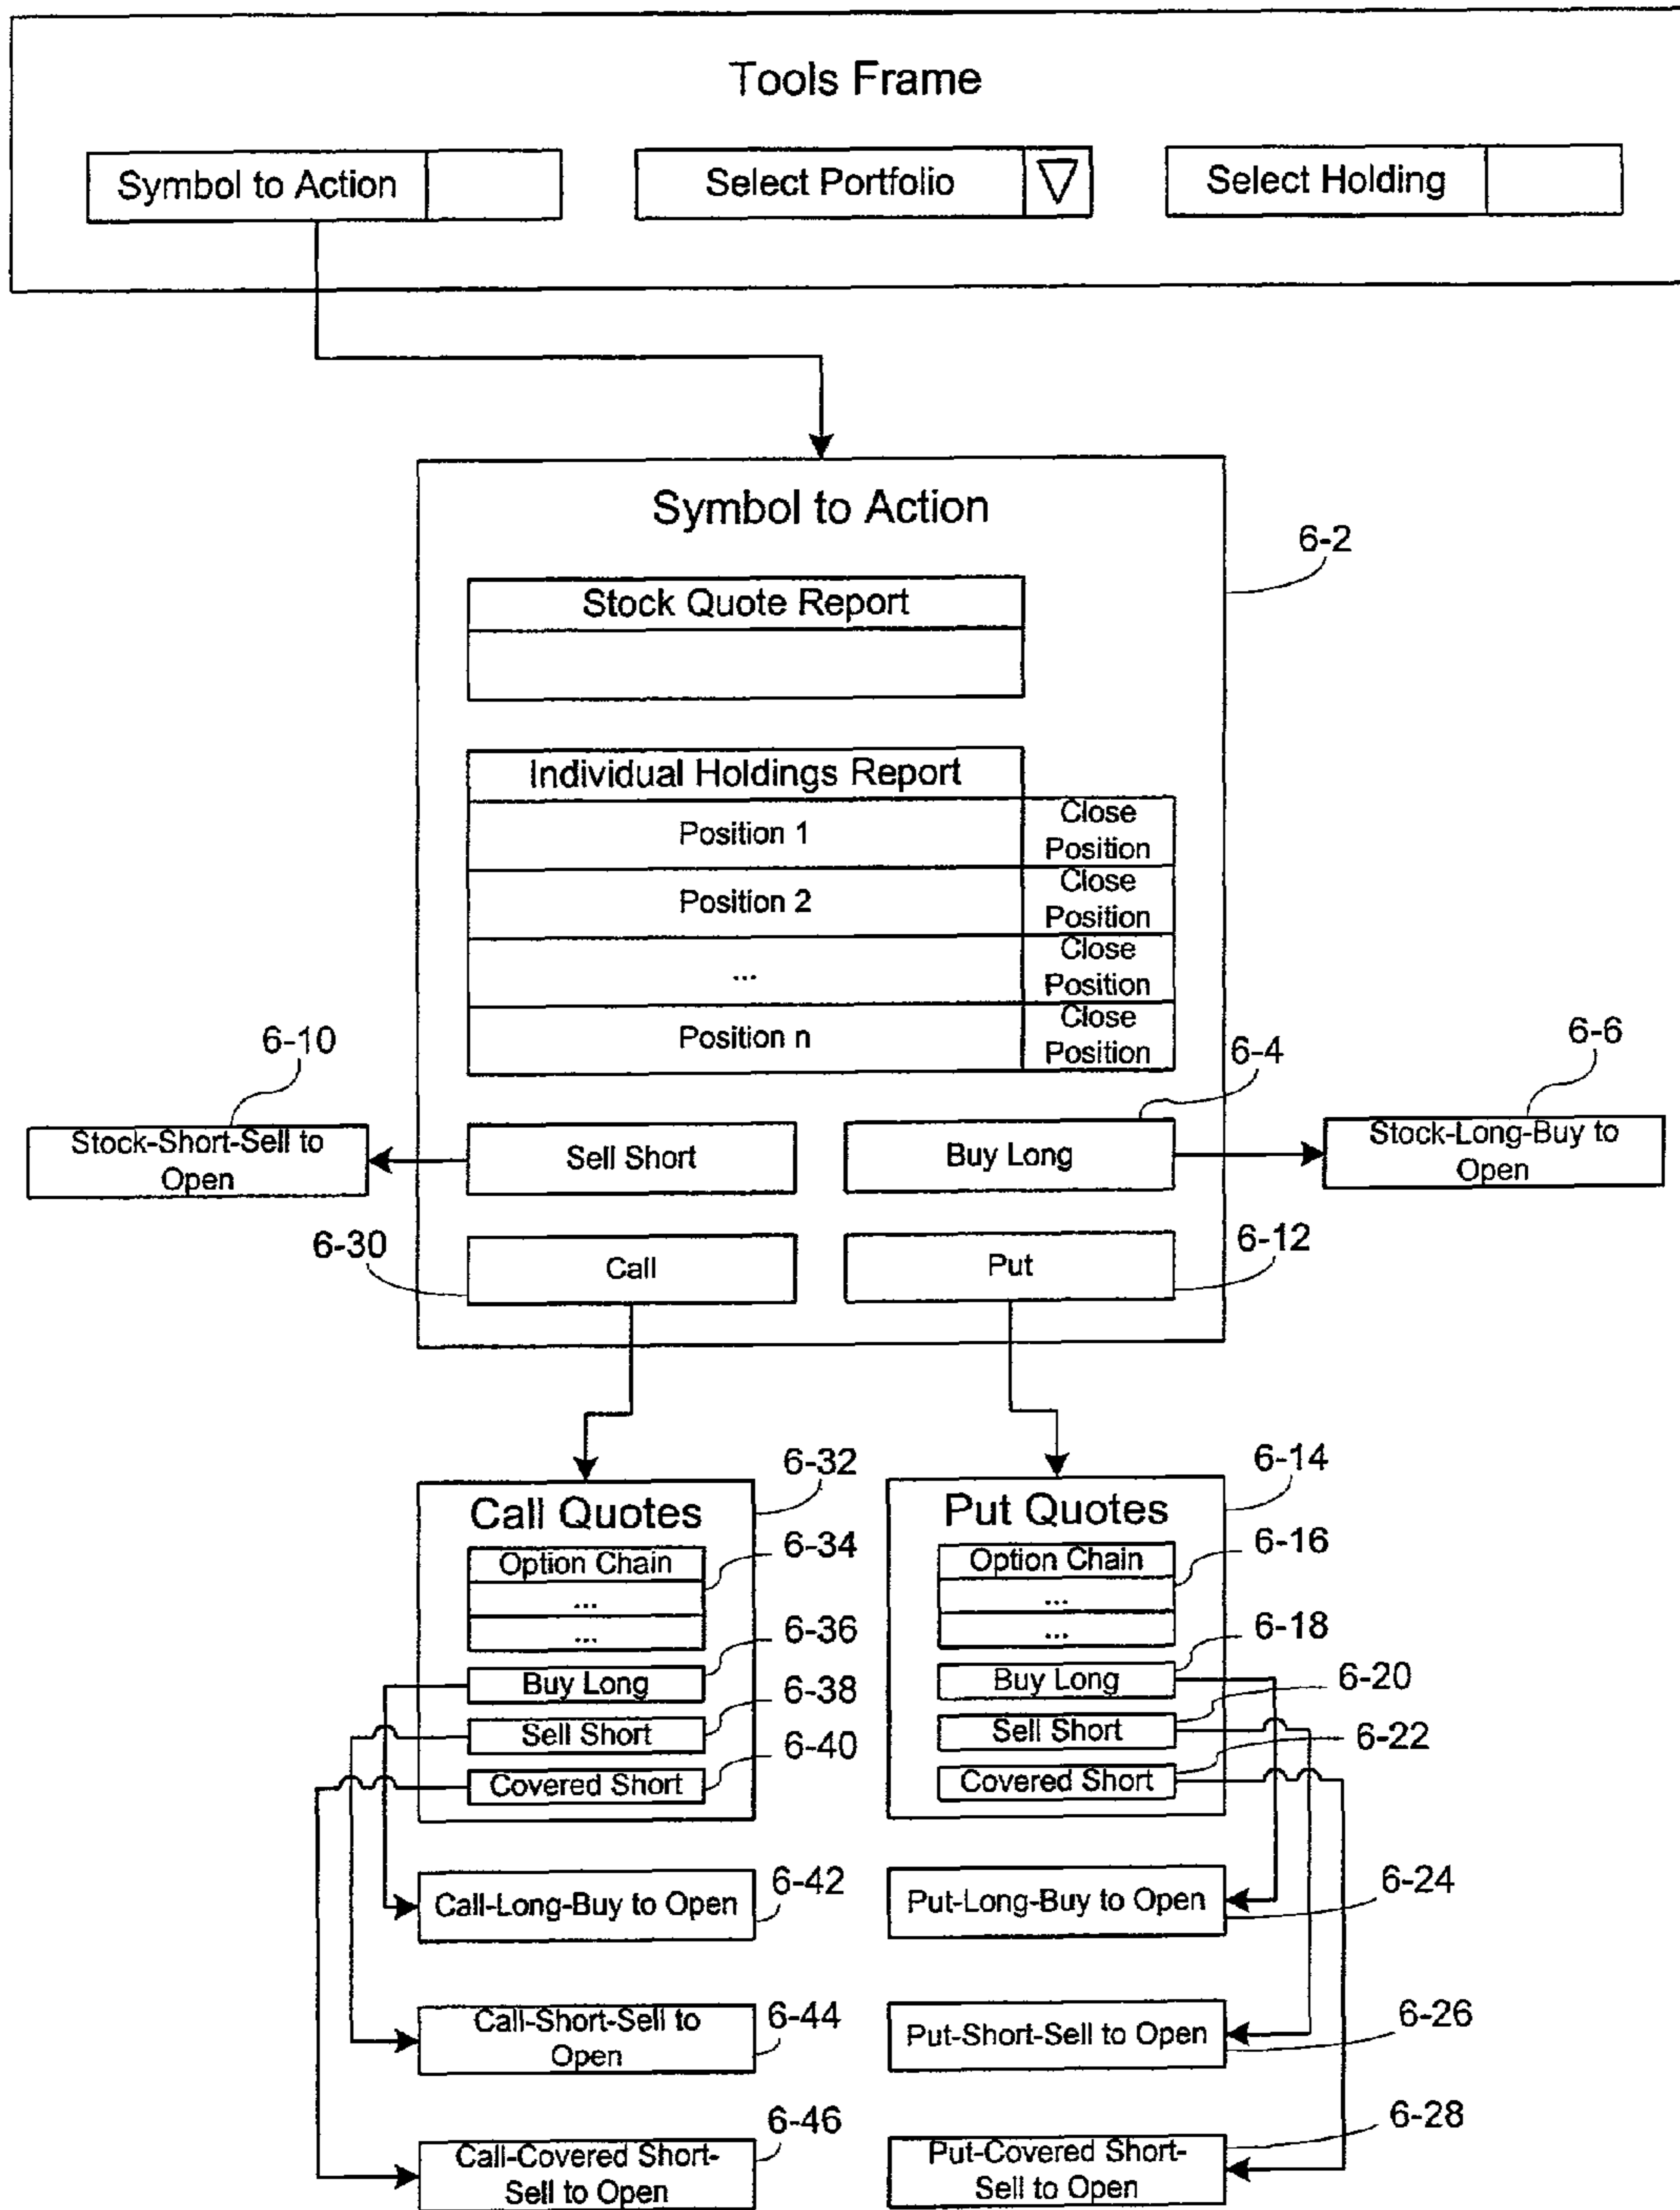 Tools Frame
Symbol to Action
Select Portfolio
Select Holding
Symbol to Action
6-2
Stock Quote Report
Individual Holdings Report
Position 1
Close
Position
Position 2
Close
Position
...
Close
Position
Position n
Close
Position
6-10
6-4
6-6
Stock-Short-Sell to
Open
Sell Short
Buy Long
Stock-Long-Buy to
Open
6-30
Call
Put
6-12
Call Quotes
6-32
Option Chain
6-34
...
...
6-36
Buy Long
6-38
Sell Short
6-40
Covered Short
Put Quotes
6-14
Option Chain
6-16
...
...
6-18
Buy Long
6-20
Sell Short
6-22
Covered Short
Call-Long-Buy to Open
6-42
Put-Long-Buy to Open
6-24
Call-Short-Sell to
Open
6-44
Put-Short-Sell to Open
6-26
Call-Covered Short-
Sell to Open
6-46
Put-Covered Short-
Sell to Open
6-28